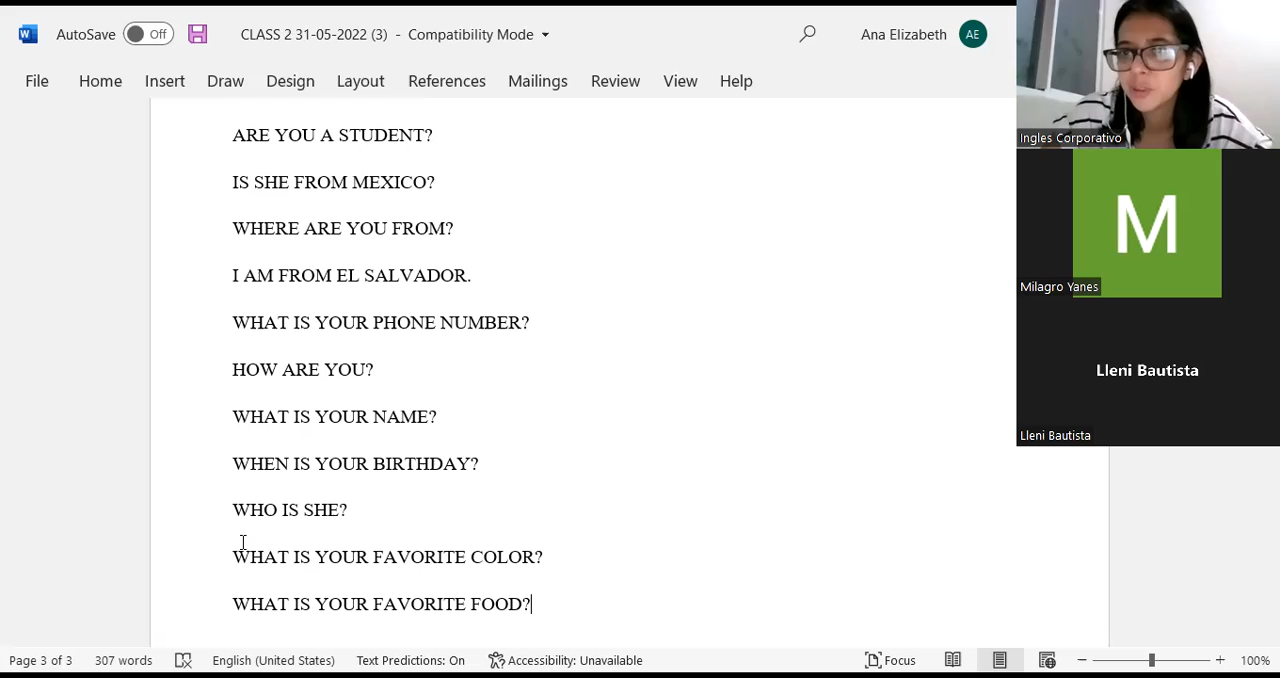 AutoSave Off CLASS 2 31-05-2022 (3) - Compatibility Mode Ana Elizabeth AE
File Home Insert Draw Design Layout References Mailings Review View Help
ARE YOU A STUDENT?
IS SHE FROM MEXICO?
WHERE ARE YOU FROM?
I AM FROM EL SALVADOR.
WHAT IS YOUR PHONE NUMBER?
HOW ARE YOU?
WHAT IS YOUR NAME?
WHEN IS YOUR BIRTHDAY?
WHO IS SHE?
WHAT IS YOUR FAVORITE COLOR?
WHAT IS YOUR FAVORITE FOOD?
Ingles Corporativo
M
Milagro Yanes
Lleni Bautista
Lleni Bautista
Page 3 of 3 307 words English (United States) Text Predictions: On Accessibility: Unavailable Focus 100%